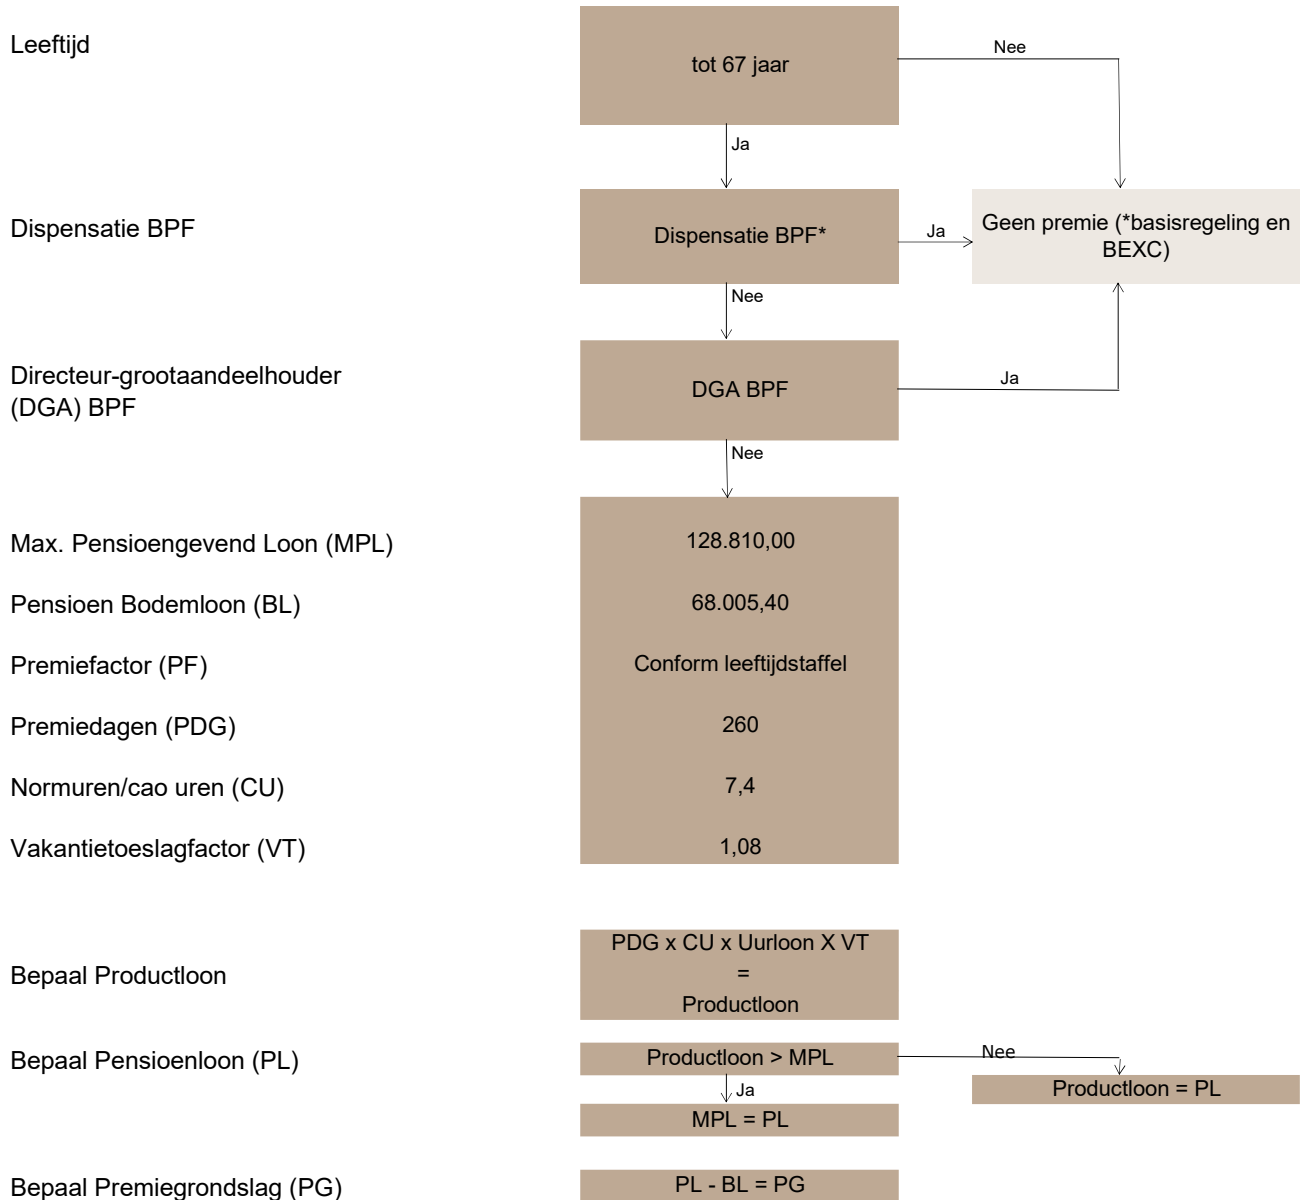 Leeftijd
tot 67 jaar
Nee
Ja
Dispensatie BPF
Dispensatie BPF*
Ja
Geen premie (*basisregeling en
BEXC)
Nee
Directeur-grootaandeelhouder
(DGA) BPF
DGA BPF
Ja
Nee
Max. Pensioengevend Loon (MPL)
128.810,00
Pensioen Bodemloon (BL)
68.005,40
Premiefactor (PF)
Conform leeftijdstaffel
Premiedagen (PDG)
260
Normuren/cao uren (CU)
7,4
Vakantietoeslagfactor (VT)
1,08
Bepaal Productloon
PDG x CU x Uurloon X VT
=
Productloon
Bepaal Pensioenloon (PL)
Productloon > MPL
Nee
Ja
Productloon = PL
MPL = PL
Bepaal Premiegrondslag (PG)
PL - BL = PG